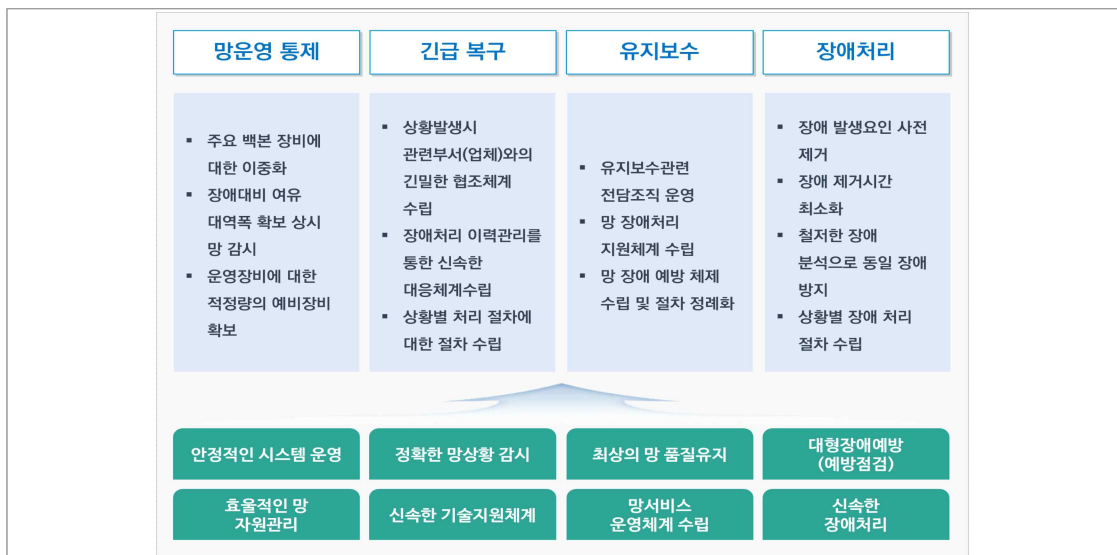 망운영 통제
긴급 복구
유지보수
장애처리
▪ 주요 백본 장비에
대한 이중화
▪ 장애대비 여유
대역폭 확보 상시
망 감시
▪ 운영장비에 대한
적정량의 예비장비
확보
▪ 상황발생시
관련부서(업체)와의
긴밀한 협조체계
수립
▪ 장애처리 이력관리를
통한 신속한
대응체계수립
▪ 상황별 처리 절차에
대한 절차 수립
▪ 유지보수관련
전담조직 운영
▪ 망 장애처리
지원체계 수립
▪ 망 장애 예방 체제
수립 및 절차 정례화
▪ 장애 발생요인 사전
제거
▪ 장애 제거시간
최소화
▪ 철저한 장애
분석으로 동일 장애
방지
▪ 상황별 장애 처리
절차 수립
안정적인 시스템 운영
정확한 망상황 감시
최상의 망 품질유지
대형장애예방
(예방점검)
효울적인 망
자원관리
신속한 기술지원체계
망서비스
운영체계 수립
신속한
장애처리